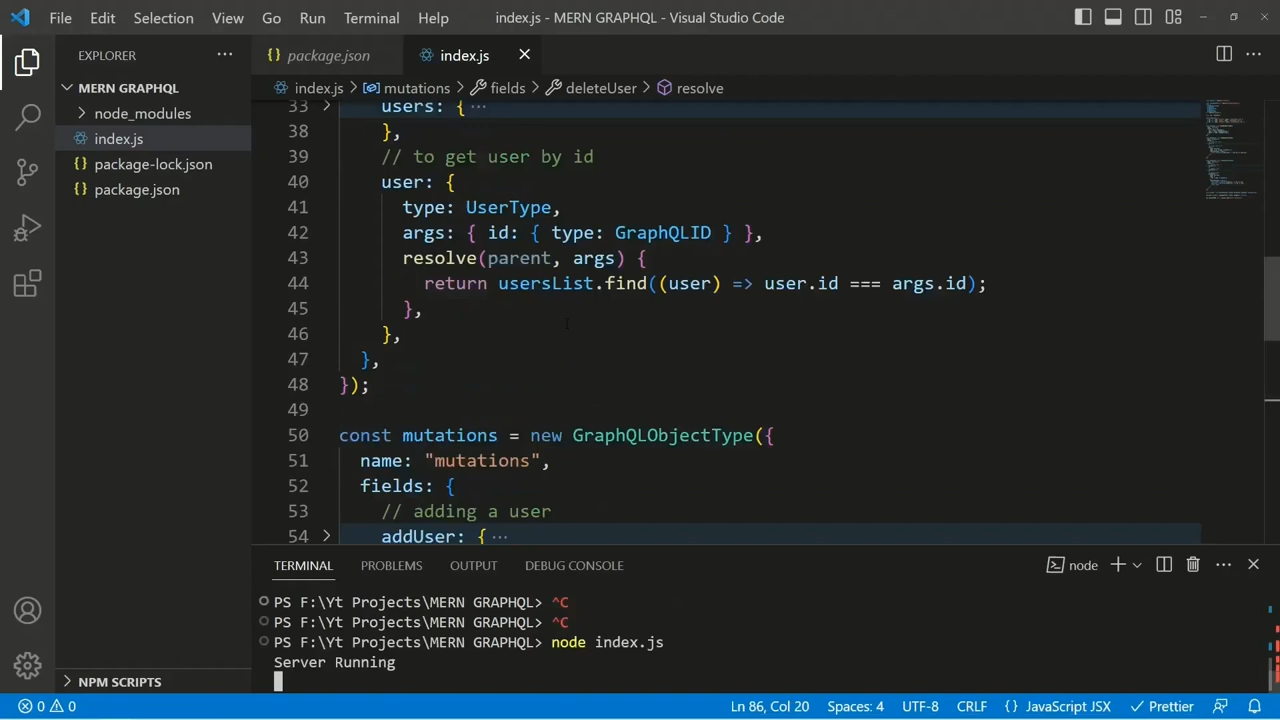 File Edit Selection View Go Run Terminal Help index.js - MERN GRAPHQL - Visual Studio Code
EXPLORER
MERN GRAPHQL
node_modules
index.js
package-lock.json
package.json
NPM SCRIPTS
{} package.json index.js
index.js > mutations > fields > deleteUser > resolve
33 users: { ...
38 },
39 // to get user by id
40 user: {
41 type: UserType,
42 args: { id: { type: GraphQLID } },
43 resolve(parent, args) {
44 return usersList.find((user) => user.id === args.id);
45 },
46 },
47 },
48 });
49
50 const mutations = new GraphQLObjectType({
51 name: "mutations",
52 fields: {
53 // adding a user
54 addUser: { ...
TERMINAL PROBLEMS OUTPUT DEBUG CONSOLE node
PS F:\Yt Projects\MERN GRAPHQL> ^C
PS F:\Yt Projects\MERN GRAPHQL> ^C
PS F:\Yt Projects\MERN GRAPHQL> node index.js
Server Running
0 0 Ln 86, Col 20 Spaces: 4 UTF-8 CRLF {} JavaScript JSX Prettier